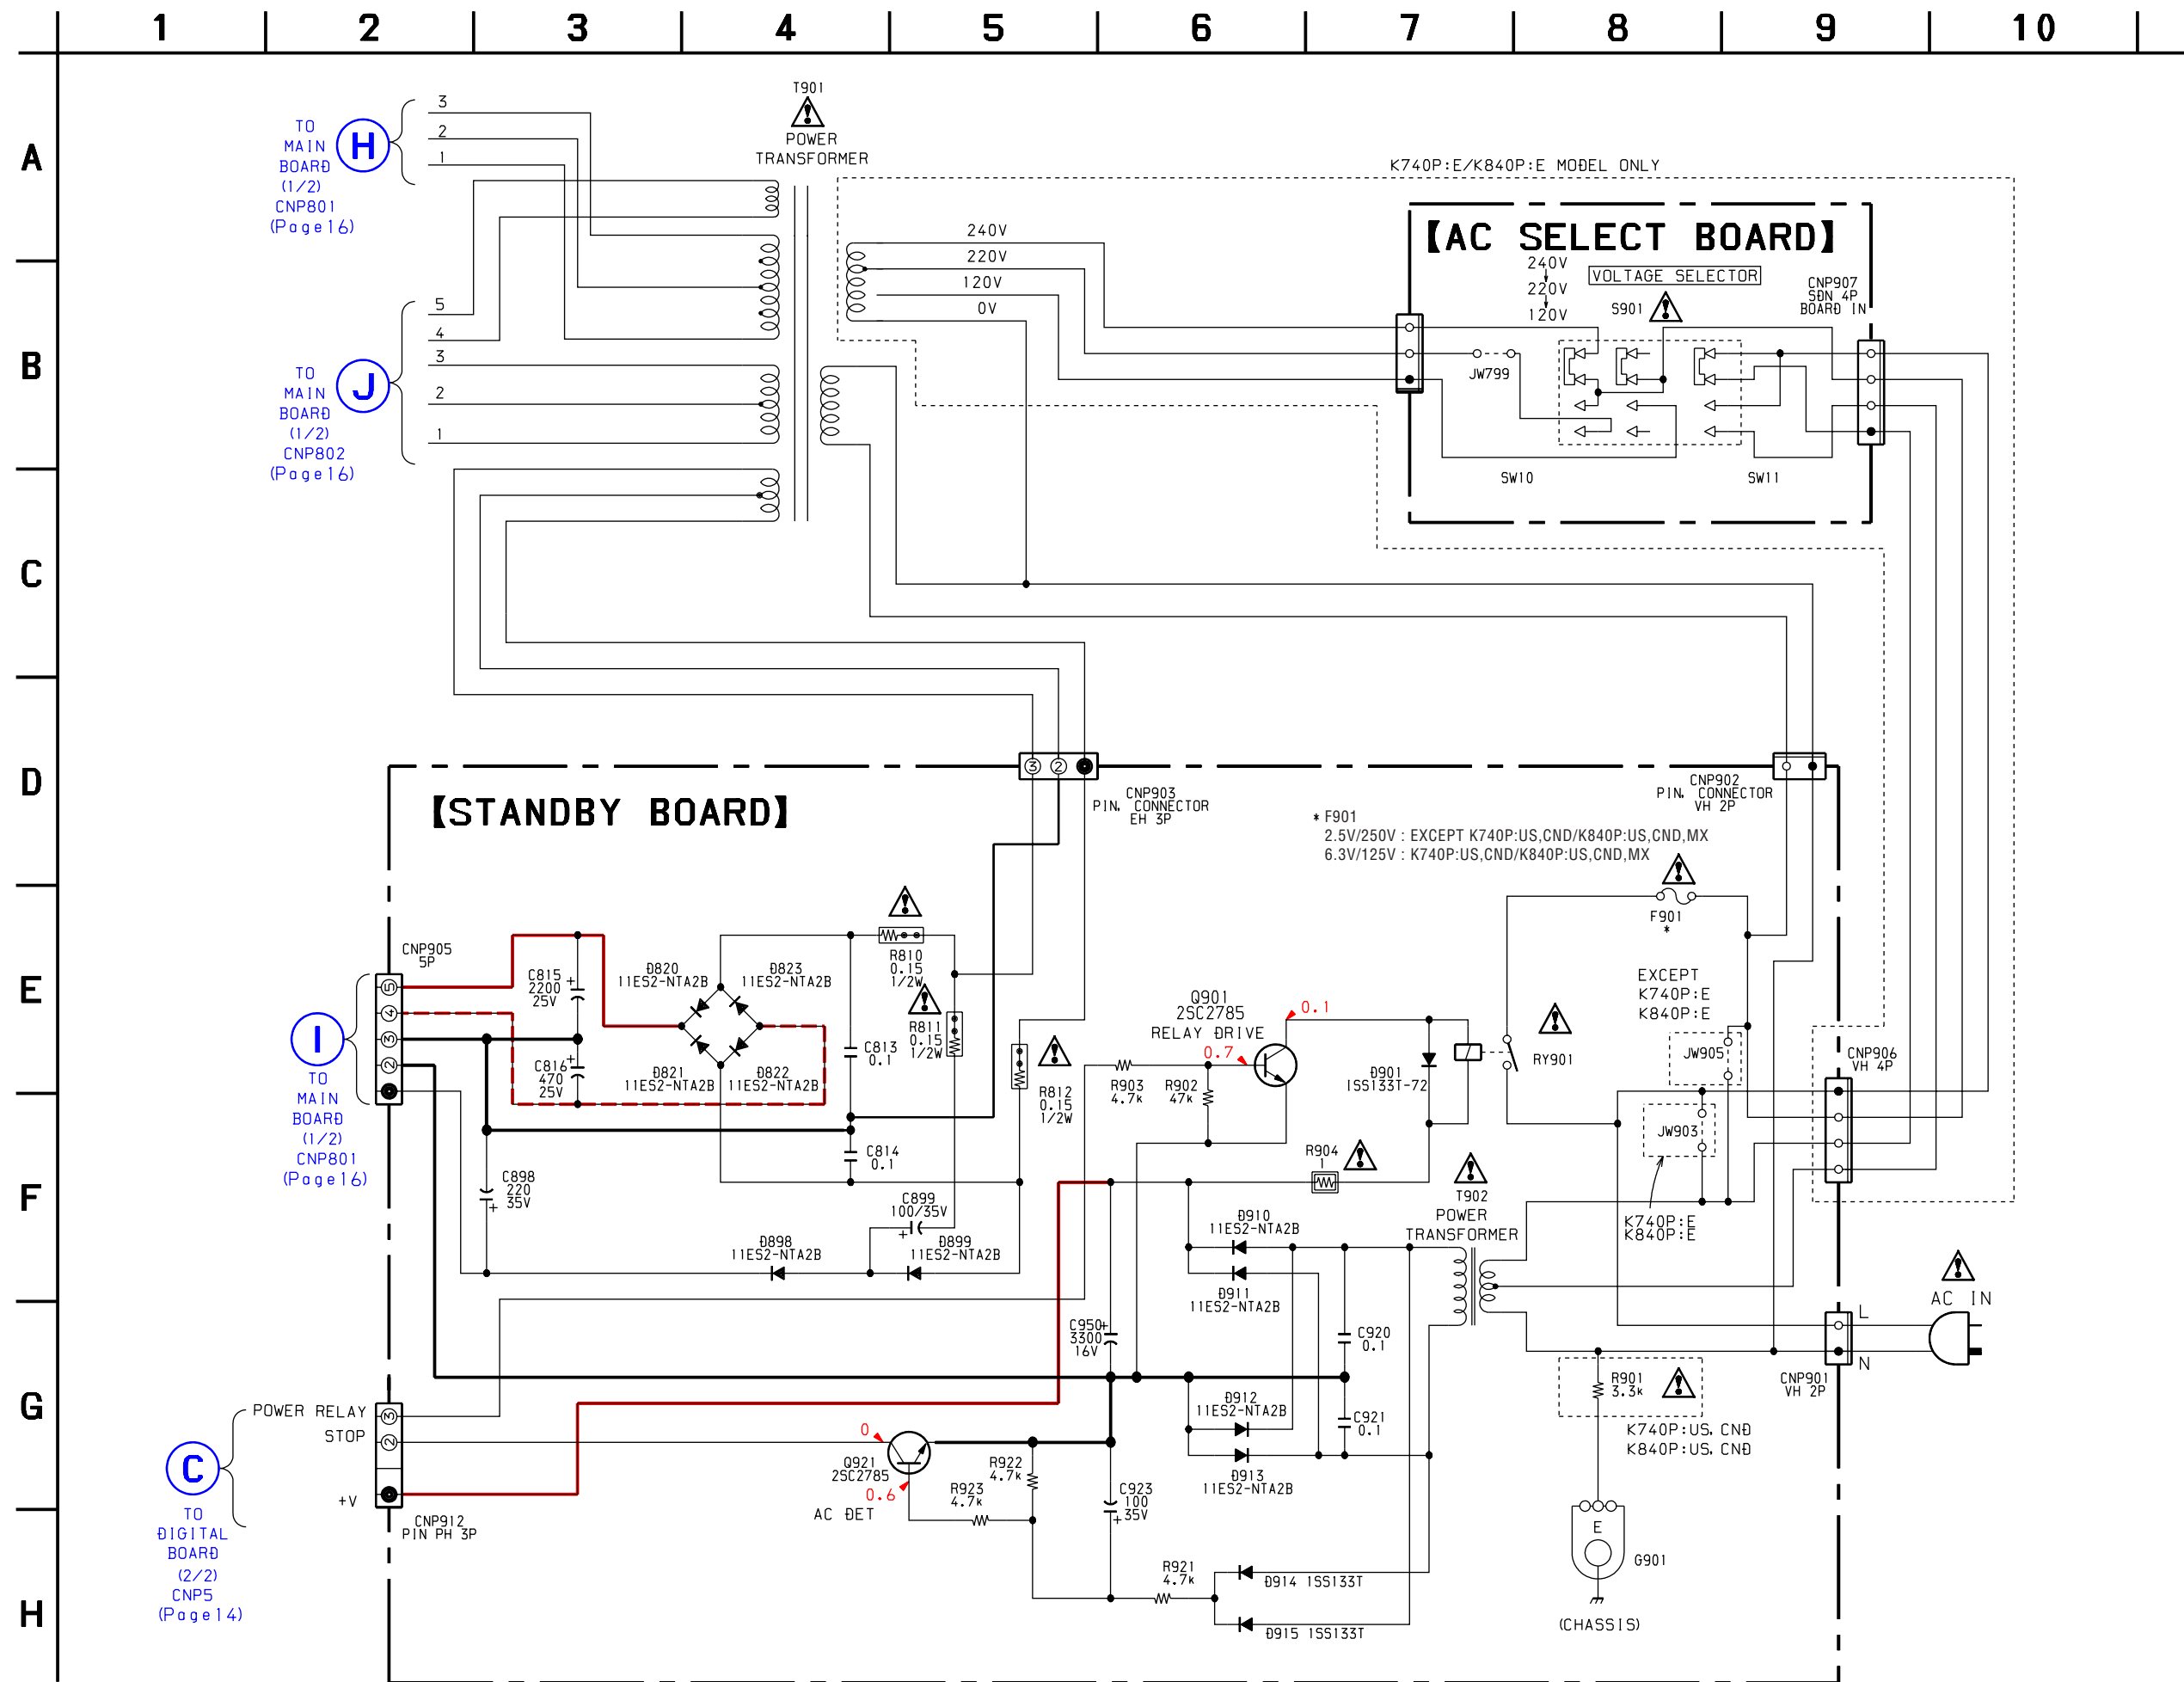 1 2 3 4 5 6 7 8 9 10
A
B
C
D
E
F
G
H
TO
MAIN
BOARD
(1/2)
CNP801
(Page16)
H
3
2
1
T901
POWER
TRANSFORMER
K740P:E/K840P:E MODEL ONLY
240V
220V
120V
0V
【AC SELECT BOARD】
240V
220V
120V
VOLTAGE SELECTOR
S901
CNP907
SDN 4P
BOARD IN
JW799
SW10
SW11
TO
MAIN
BOARD
(1/2)
CNP802
(Page16)
J
5
4
3
2
1
【STANDBY BOARD】
3 2
CNP903
PIN, CONNECTOR
EH 3P
CNP902
PIN, CONNECTOR
VH 2P
* F901
2.5V/250V : EXCEPT K740P:US,CND/K840P:US,CND,MX
6.3V/125V : K740P:US,CND/K840P:US,CND,MX
F901
*
CNP905
5P
5
4
3
2
I
TO
MAIN
BOARD
(1/2)
CNP801
(Page16)
C815
2200
25V
C816
470
25V
D820
11ES2-NTA2B
D823
11ES2-NTA2B
D821
11ES2-NTA2B
D822
11ES2-NTA2B
C813
0.1
C814
0.1
R810
0.15
1/2W
R811
0.15
1/2W
R812
0.15
1/2W
Q901
2SC2785
RELAY DRIVE
0.1
0.7
R903
4.7k
R902
47k
D901
1SS133T-72
RY901
EXCEPT
K740P:E
K840P:E
JW905
JW903
K740P:E
K840P:E
CNP906
VH 4P
R904
1
T902
POWER
TRANSFORMER
C898
220
35V
C899
100/35V
D898
11ES2-NTA2B
D899
11ES2-NTA2B
D910
11ES2-NTA2B
D911
11ES2-NTA2B
C950
3300
16V
C920
0.1
C921
0.1
D912
11ES2-NTA2B
D913
11ES2-NTA2B
AC IN
L
N
CNP901
VH 2P
R901
3.3k
K740P:US, CND
K840P:US, CND
POWER RELAY
STOP
+V
3
2
CNP912
PIN PH 3P
C
TO
DIGITAL
BOARD
(2/2)
CNP5
(Page14)
0
Q921
2SC2785
0.6
AC DET
R923
4.7k
R922
4.7k
C923
100
35V
R921
4.7k
D914 1SS133T
D915 1SS133T
E
G901
(CHASSIS)